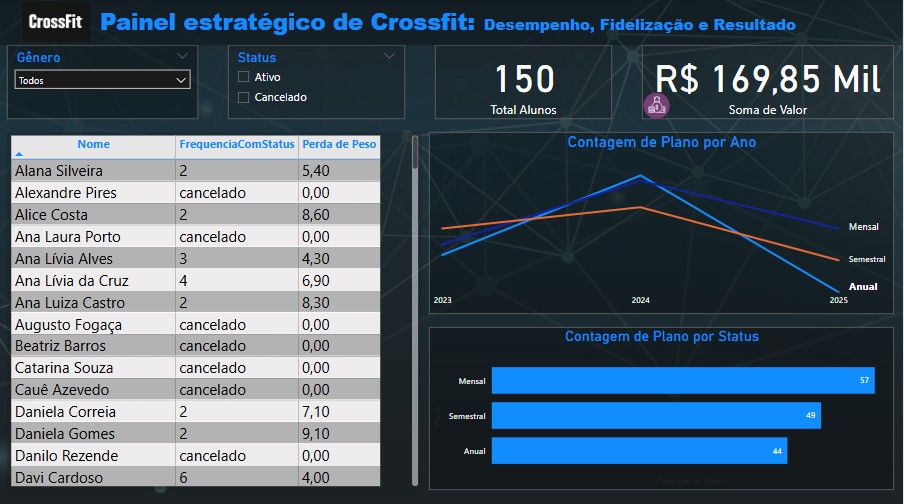 CrossFit
Painel estratégico de Crossfit: Desempenho, Fidelização e Resultado
Gênero
Todos
Status
Ativo
Cancelado
150
Total Alunos
R$ 169,85 Mil
Soma de Valor
Nome FrequenciaComStatus Perda de Peso
Alana Silveira 2 5,40
Alexandre Pires cancelado 0,00
Alice Costa 2 8,60
Ana Laura Porto cancelado 0,00
Ana Lívia Alves 3 4,30
Ana Lívia da Cruz 4 6,90
Ana Luiza Castro 2 8,30
Augusto Fogaça cancelado 0,00
Beatriz Barros cancelado 0,00
Catarina Souza cancelado 0,00
Cauê Azevedo cancelado 0,00
Daniela Correia 2 7,10
Daniela Gomes 2 9,10
Danilo Rezende cancelado 0,00
Davi Cardoso 6 4,00
Contagem de Plano por Ano
Mensal
Semestral
Anual
2023 2024 2025
Contagem de Plano por Status
Mensal 57
Semestral 49
Anual 44